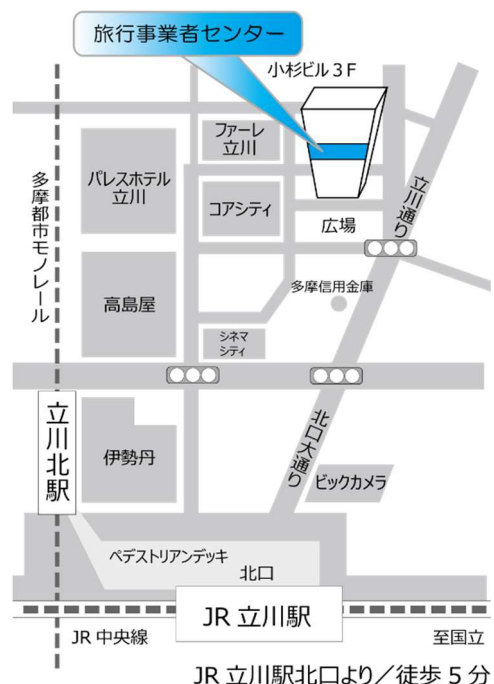 旅行事業者センター
小杉ビル3F
ファーレ
立川
パレスホテル
立川
コアシティ
広場
立川通り
多摩都市モノレール
高島屋
多摩信用金庫
シネマ
シティ
立川北駅
伊勢丹
北口大通り
ビックカメラ
ペデストリアンデッキ
北口
JR 立川駅
JR 中央線
至国立
JR 立川駅北口より／徒歩 5 分